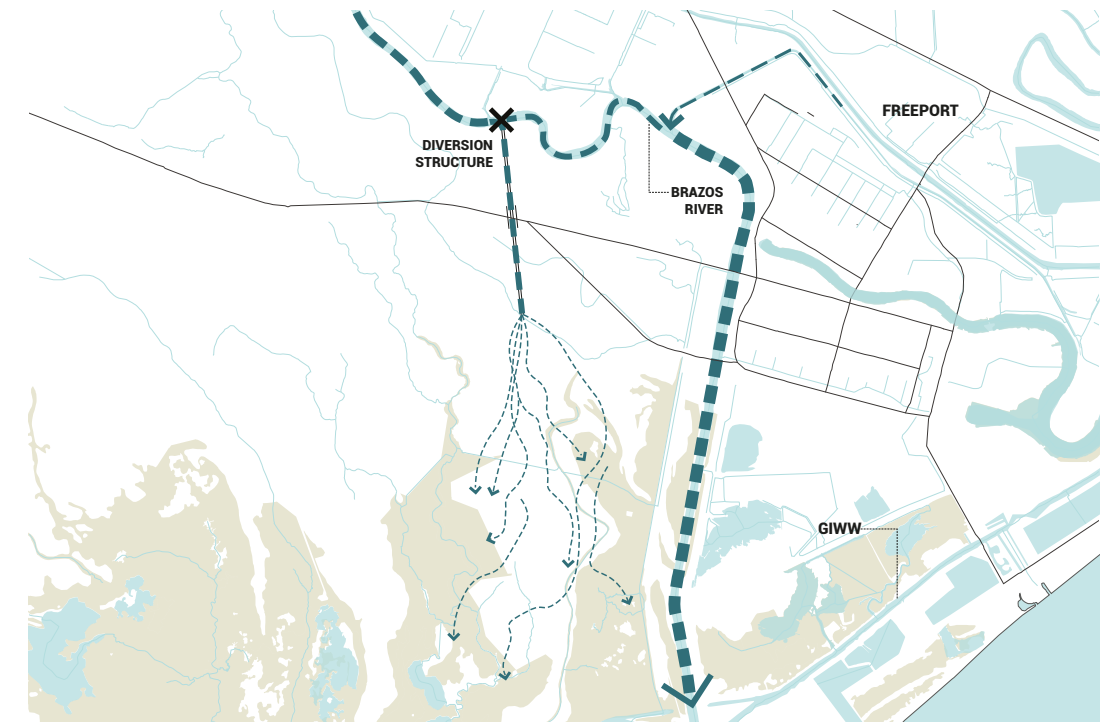 FREEPORT
DIVERSION
STRUCTURE
BRAZOS
RIVER
GIWW